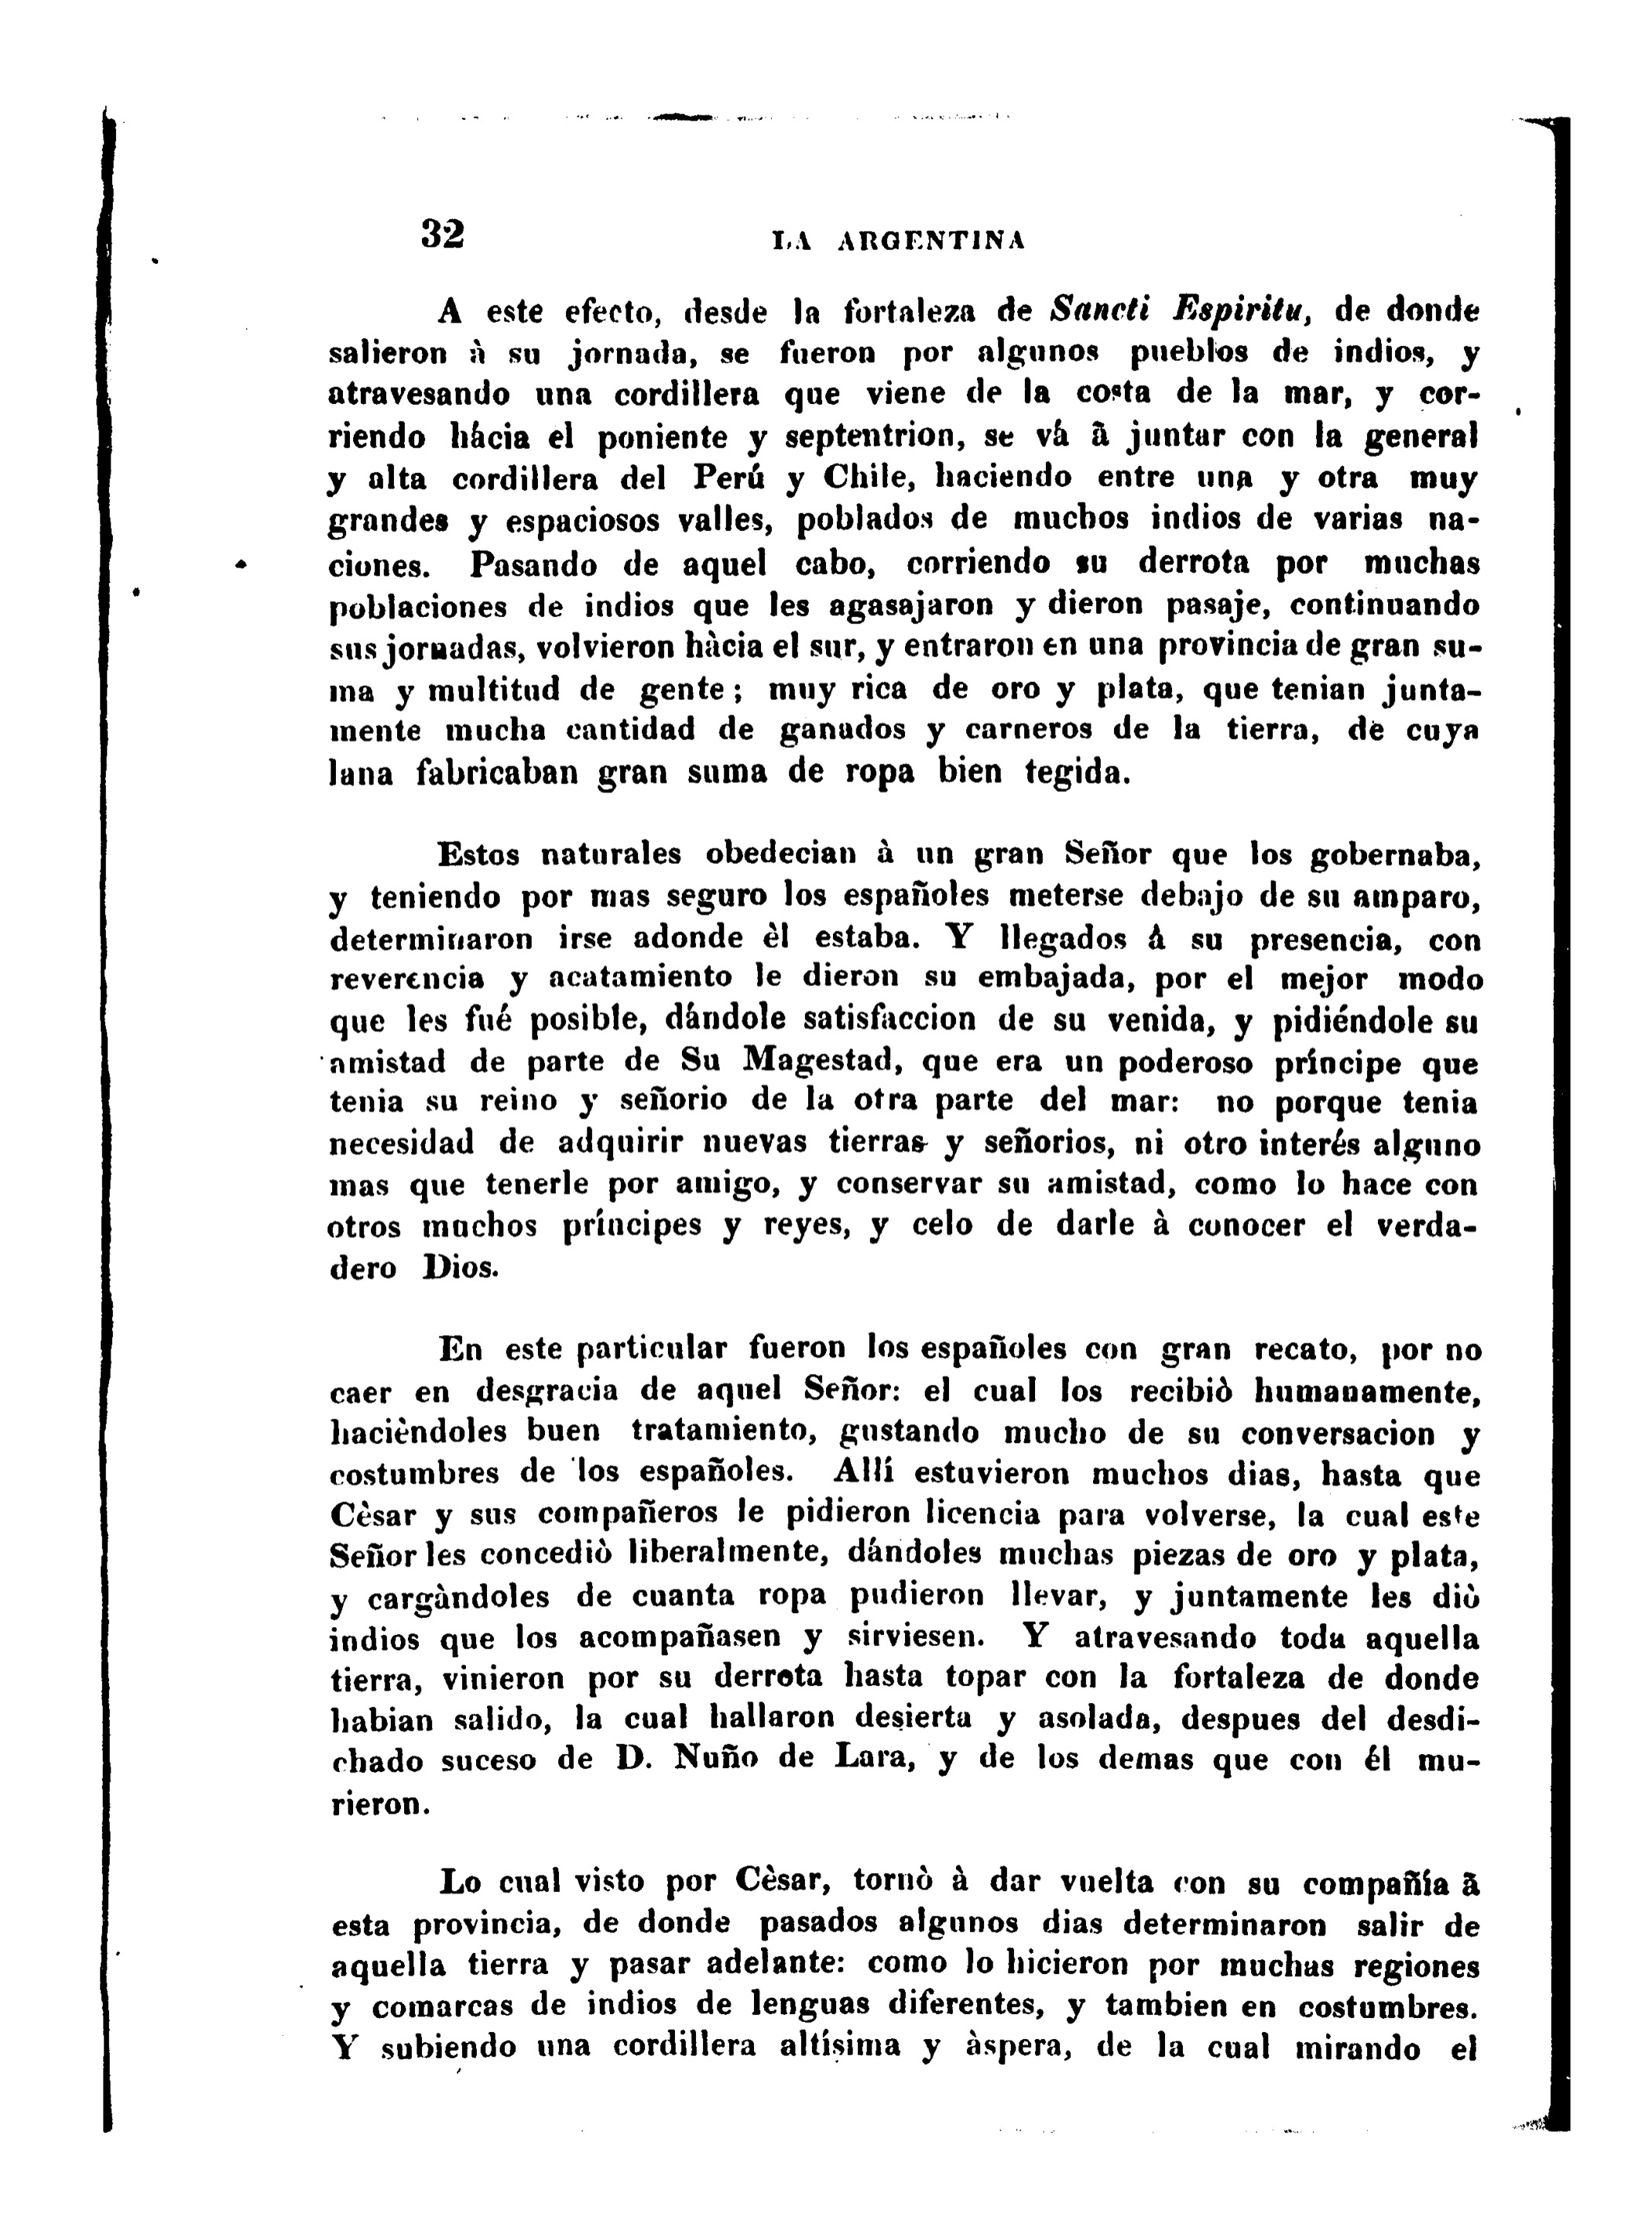 32 LA ARGENTINA
A este efecto, desde la fortaleza de Sancti Espiritu, de donde
salieron à su jornada, se fueron por algunos pueblos de indios, y
atravesando una cordillera que viene de la costa de la mar, y cor-
riendo hácia el poniente y septentrion, se vá ã juntar con la general
y alta cordillera del Perú y Chile, haciendo entre una y otra muy
grandes y espaciosos valles, poblados de muchos indios de varias na-
ciones. Pasando de aquel cabo, corriendo su derrota por muchas
poblaciones de indios que les agasajaron y dieron pasaje, continuando
sus jornadas, volvieron hàcia el sur, y entraron en una provincia de gran su-
ma y multitud de gente; muy rica de oro y plata, que tenian junta-
mente mucha cantidad de ganados y carneros de la tierra, dè cuya
lana fabricaban gran suma de ropa bien tegida.
Estos naturales obedecian à un gran Señor que los gobernaba,
y teniendo por mas seguro los españoles meterse debajo de su amparo,
determinaron irse adonde èl estaba. Y llegados á su presencia, con
reverencia y acatamiento le dieron su embajada, por el mejor modo
que les fué posible, dándole satisfaccion de su venida, y pidiéndole su
amistad de parte de Su Magestad, que era un poderoso príncipe que
tenia su reino y señorio de la otra parte del mar: no porque tenia
necesidad de adquirir nuevas tierras y señorios, ni otro interés alguno
mas que tenerle por amigo, y conservar su amistad, como lo hace con
otros muchos príncipes y reyes, y celo de darle à conocer el verda-
dero Dios.
En este particular fueron los españoles con gran recato, por no
caer en desgracia de aquel Señor: el cual los recibiò humanamente,
hacièndoles buen tratamiento, gustando mucho de su conversacion y
costumbres de los españoles. Allí estuvieron muchos dias, hasta que
Cèsar y sus compañeros le pidieron licencia para volverse, la cual este
Señor les concediò liberalmente, dándoles muchas piezas de oro y plata,
y cargàndoles de cuanta ropa pudieron llevar, y juntamente les diò
indios que los acompañasen y sirviesen. Y atravesando toda aquella
tierra, vinieron por su derrota hasta topar con la fortaleza de donde
habian salido, la cual hallaron desierta y asolada, despues del desdi-
chado suceso de D. Nuño de Lara, y de los demas que con él mu-
rieron.
Lo cual visto por Cèsar, tornò à dar vuelta con su compañía ã
esta provincia, de donde pasados algunos dias determinaron salir de
aquella tierra y pasar adelante: como lo hicieron por muchas regiones
y comarcas de indios de lenguas diferentes, y tambien en costumbres.
Y subiendo una cordillera altísima y àspera, de la cual mirando el